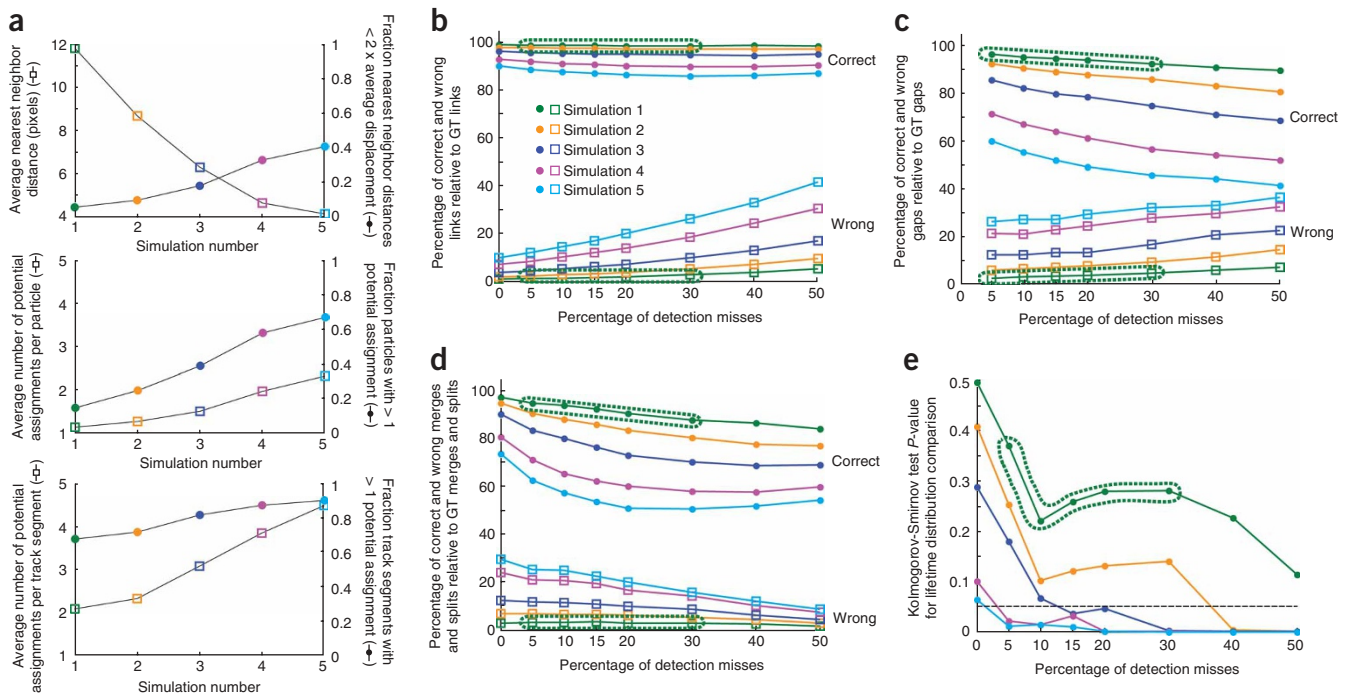 a
Average nearest neighbor
distance (pixels) (-□-)
12
10
8
6
4
1
0.8
0.6
0.4
0.2
0
Fraction nearest neighbor distances
< 2 x average displacement (-●-)
1 2 3 4 5
Simulation number
Average number of potential
assignments per particle (-□-)
5
4
3
2
1
1
0.8
0.6
0.4
0.2
0
Fraction particles with > 1
potential assignment (-●-)
1 2 3 4 5
Simulation number
Average number of potential
assignments per track segment (-□-)
5
4
3
2
1
1
0.8
0.6
0.4
0.2
0
Fraction track segments with
> 1 potential assignment (-●-)
1 2 3 4 5
Simulation number
b
Percentage of correct and wrong
links relative to GT links
100
80
60
40
20
0
Correct
Simulation 1
Simulation 2
Simulation 3
Simulation 4
Simulation 5
Wrong
0 5 10 15 20 30 40 50
Percentage of detection misses
c
Percentage of correct and wrong
gaps relative to GT gaps
100
80
60
40
20
0
Correct
Wrong
0 5 10 15 20 30 40 50
Percentage of detection misses
d
Percentage of correct and wrong merges
and splits relative to GT merges and splits
100
80
60
40
20
0
Correct
Wrong
0 5 10 15 20 30 40 50
Percentage of detection misses
e
Kolmogorov-Smirnov test P-value
for lifetime distribution comparison
0.5
0.4
0.3
0.2
0.1
0
0 5 10 15 20 30 40 50
Percentage of detection misses